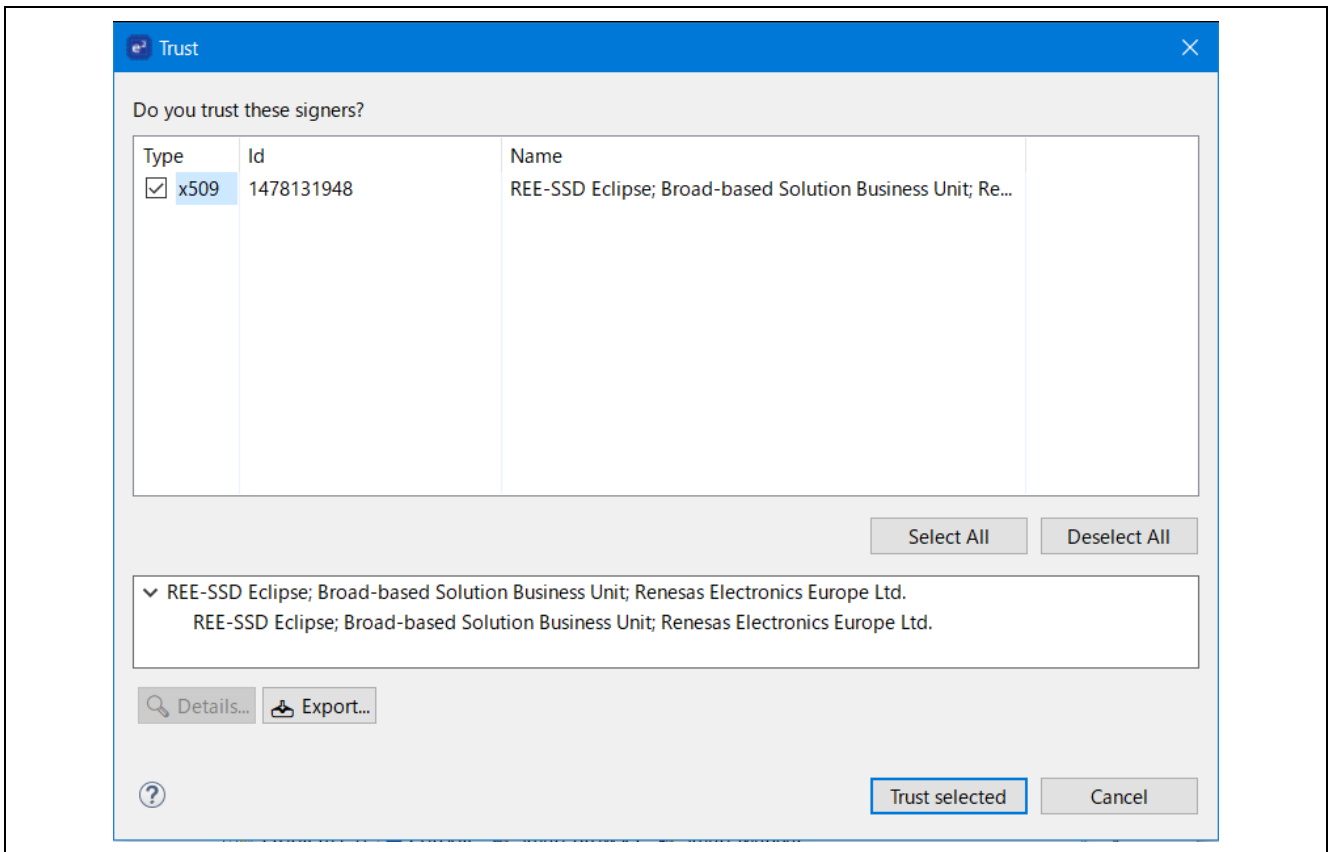 e² Trust
Do you trust these signers?
Type Id Name
x509 1478131948 REE-SSD Eclipse; Broad-based Solution Business Unit; Re...
Select All Deselect All
REE-SSD Eclipse; Broad-based Solution Business Unit; Renesas Electronics Europe Ltd.
REE-SSD Eclipse; Broad-based Solution Business Unit; Renesas Electronics Europe Ltd.
Details... Export...
? Trust selected Cancel